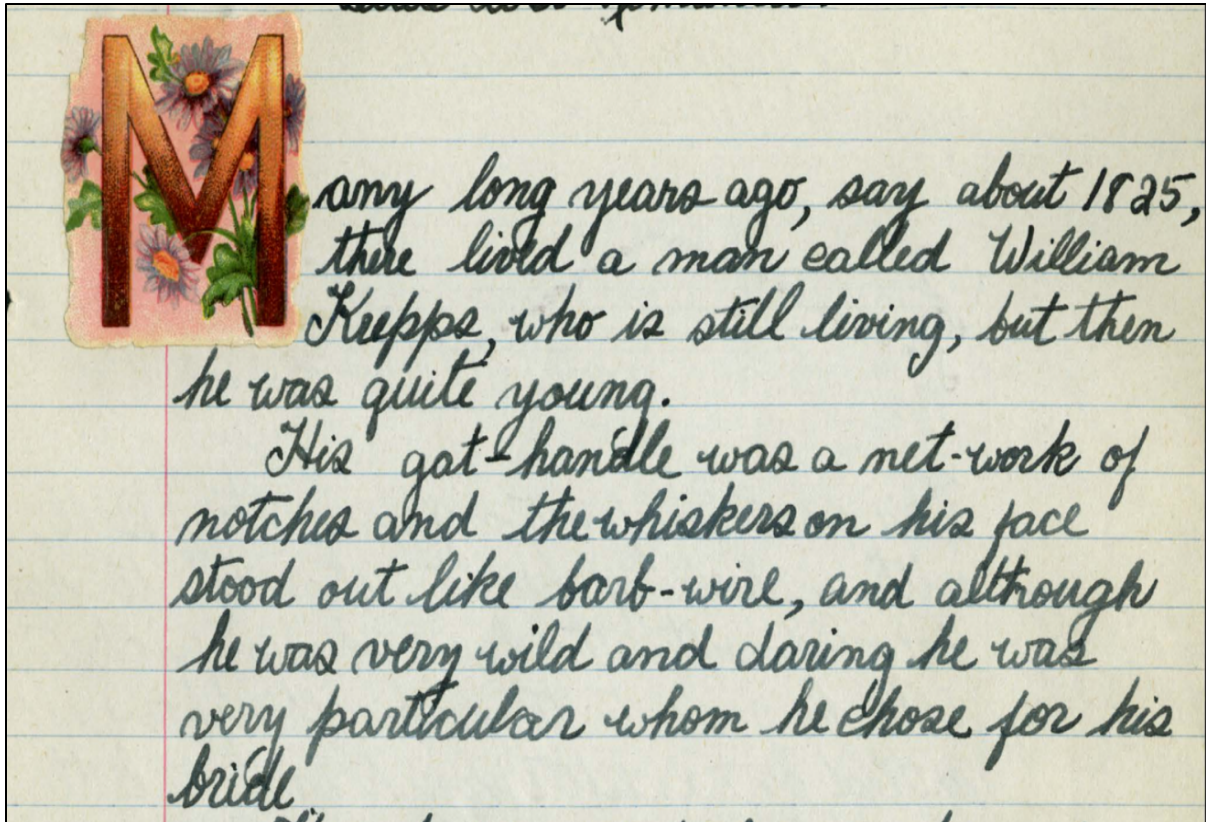 Many long years ago, say about 1825,
there lived a man called William
Keepps, who is still living, but then
he was quite young.
His gat-handle was a net-work of
notches and the whiskers on his face
stood out like barb-wire, and although
he was very wild and daring he was
very particular whom he chose for his
bride.